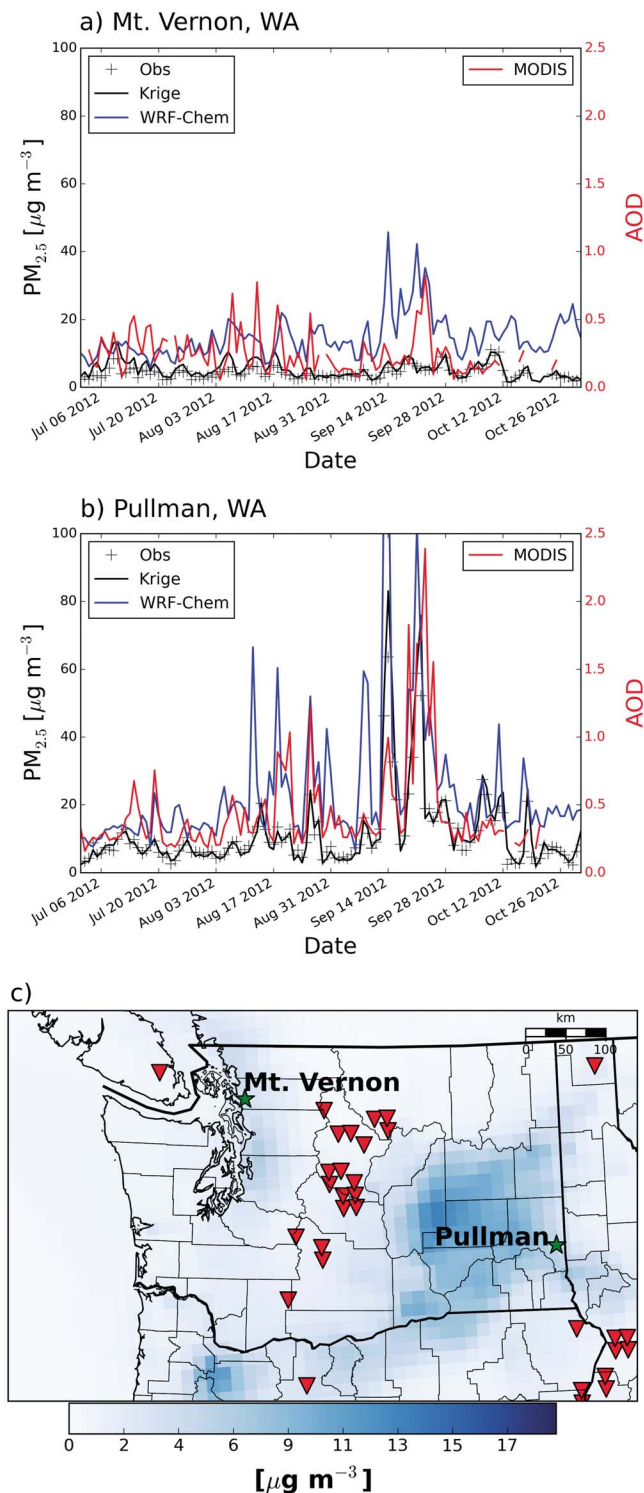 a) Mt. Vernon, WA
100
80
60
40
20
0
PM2.5 [μg m−3]
Obs
Krige
WRF-Chem
MODIS
2.5
2.0
1.5
1.0
0.5
0.0
AOD
Jul 06 2012
Jul 20 2012
Aug 03 2012
Aug 17 2012
Aug 31 2012
Sep 14 2012
Sep 28 2012
Oct 12 2012
Oct 26 2012
Date
b) Pullman, WA
100
80
60
40
20
0
PM2.5 [μg m−3]
Obs
Krige
WRF-Chem
MODIS
2.5
2.0
1.5
1.0
0.5
0.0
AOD
Jul 06 2012
Jul 20 2012
Aug 03 2012
Aug 17 2012
Aug 31 2012
Sep 14 2012
Sep 28 2012
Oct 12 2012
Oct 26 2012
Date
c)
km
0 50 100
Mt. Vernon
Pullman
0 2 4 6 9 11 13 15 17
[μg m−3]